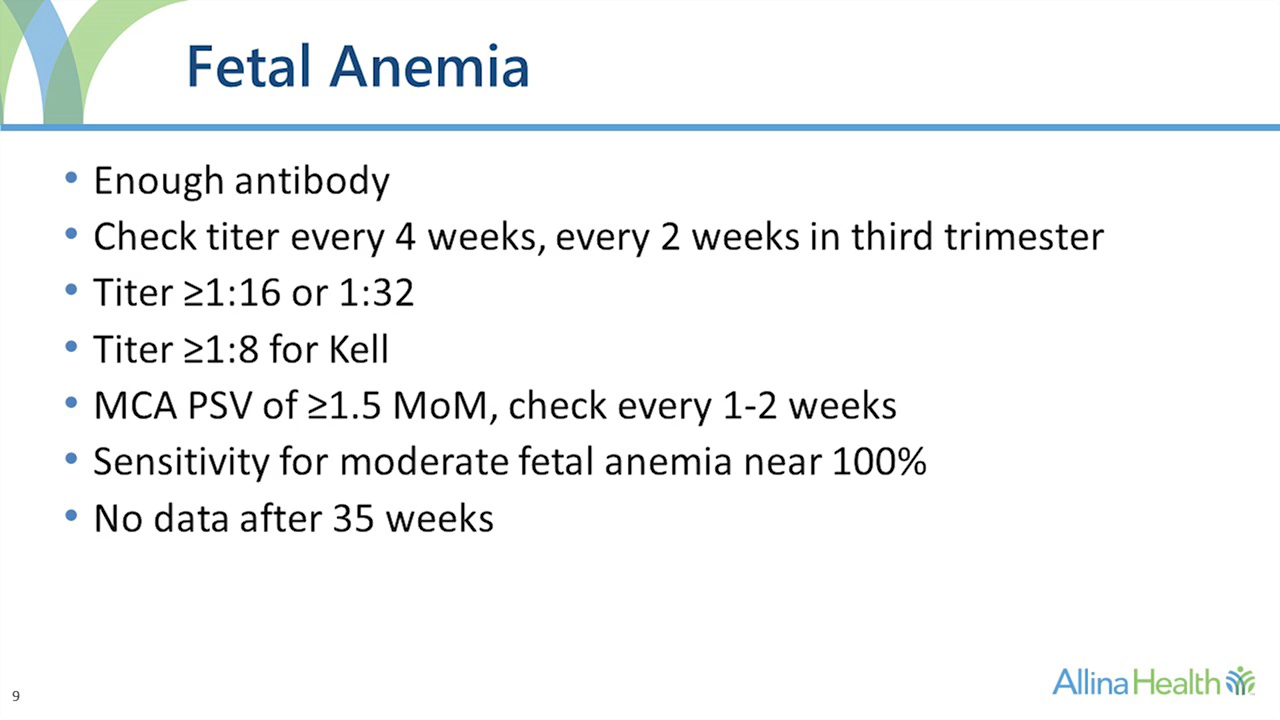 Fetal Anemia
• Enough antibody
• Check titer every 4 weeks, every 2 weeks in third trimester
• Titer ≥1:16 or 1:32
• Titer ≥1:8 for Kell
• MCA PSV of ≥1.5 MoM, check every 1-2 weeks
• Sensitivity for moderate fetal anemia near 100%
• No data after 35 weeks
9
Allina Health